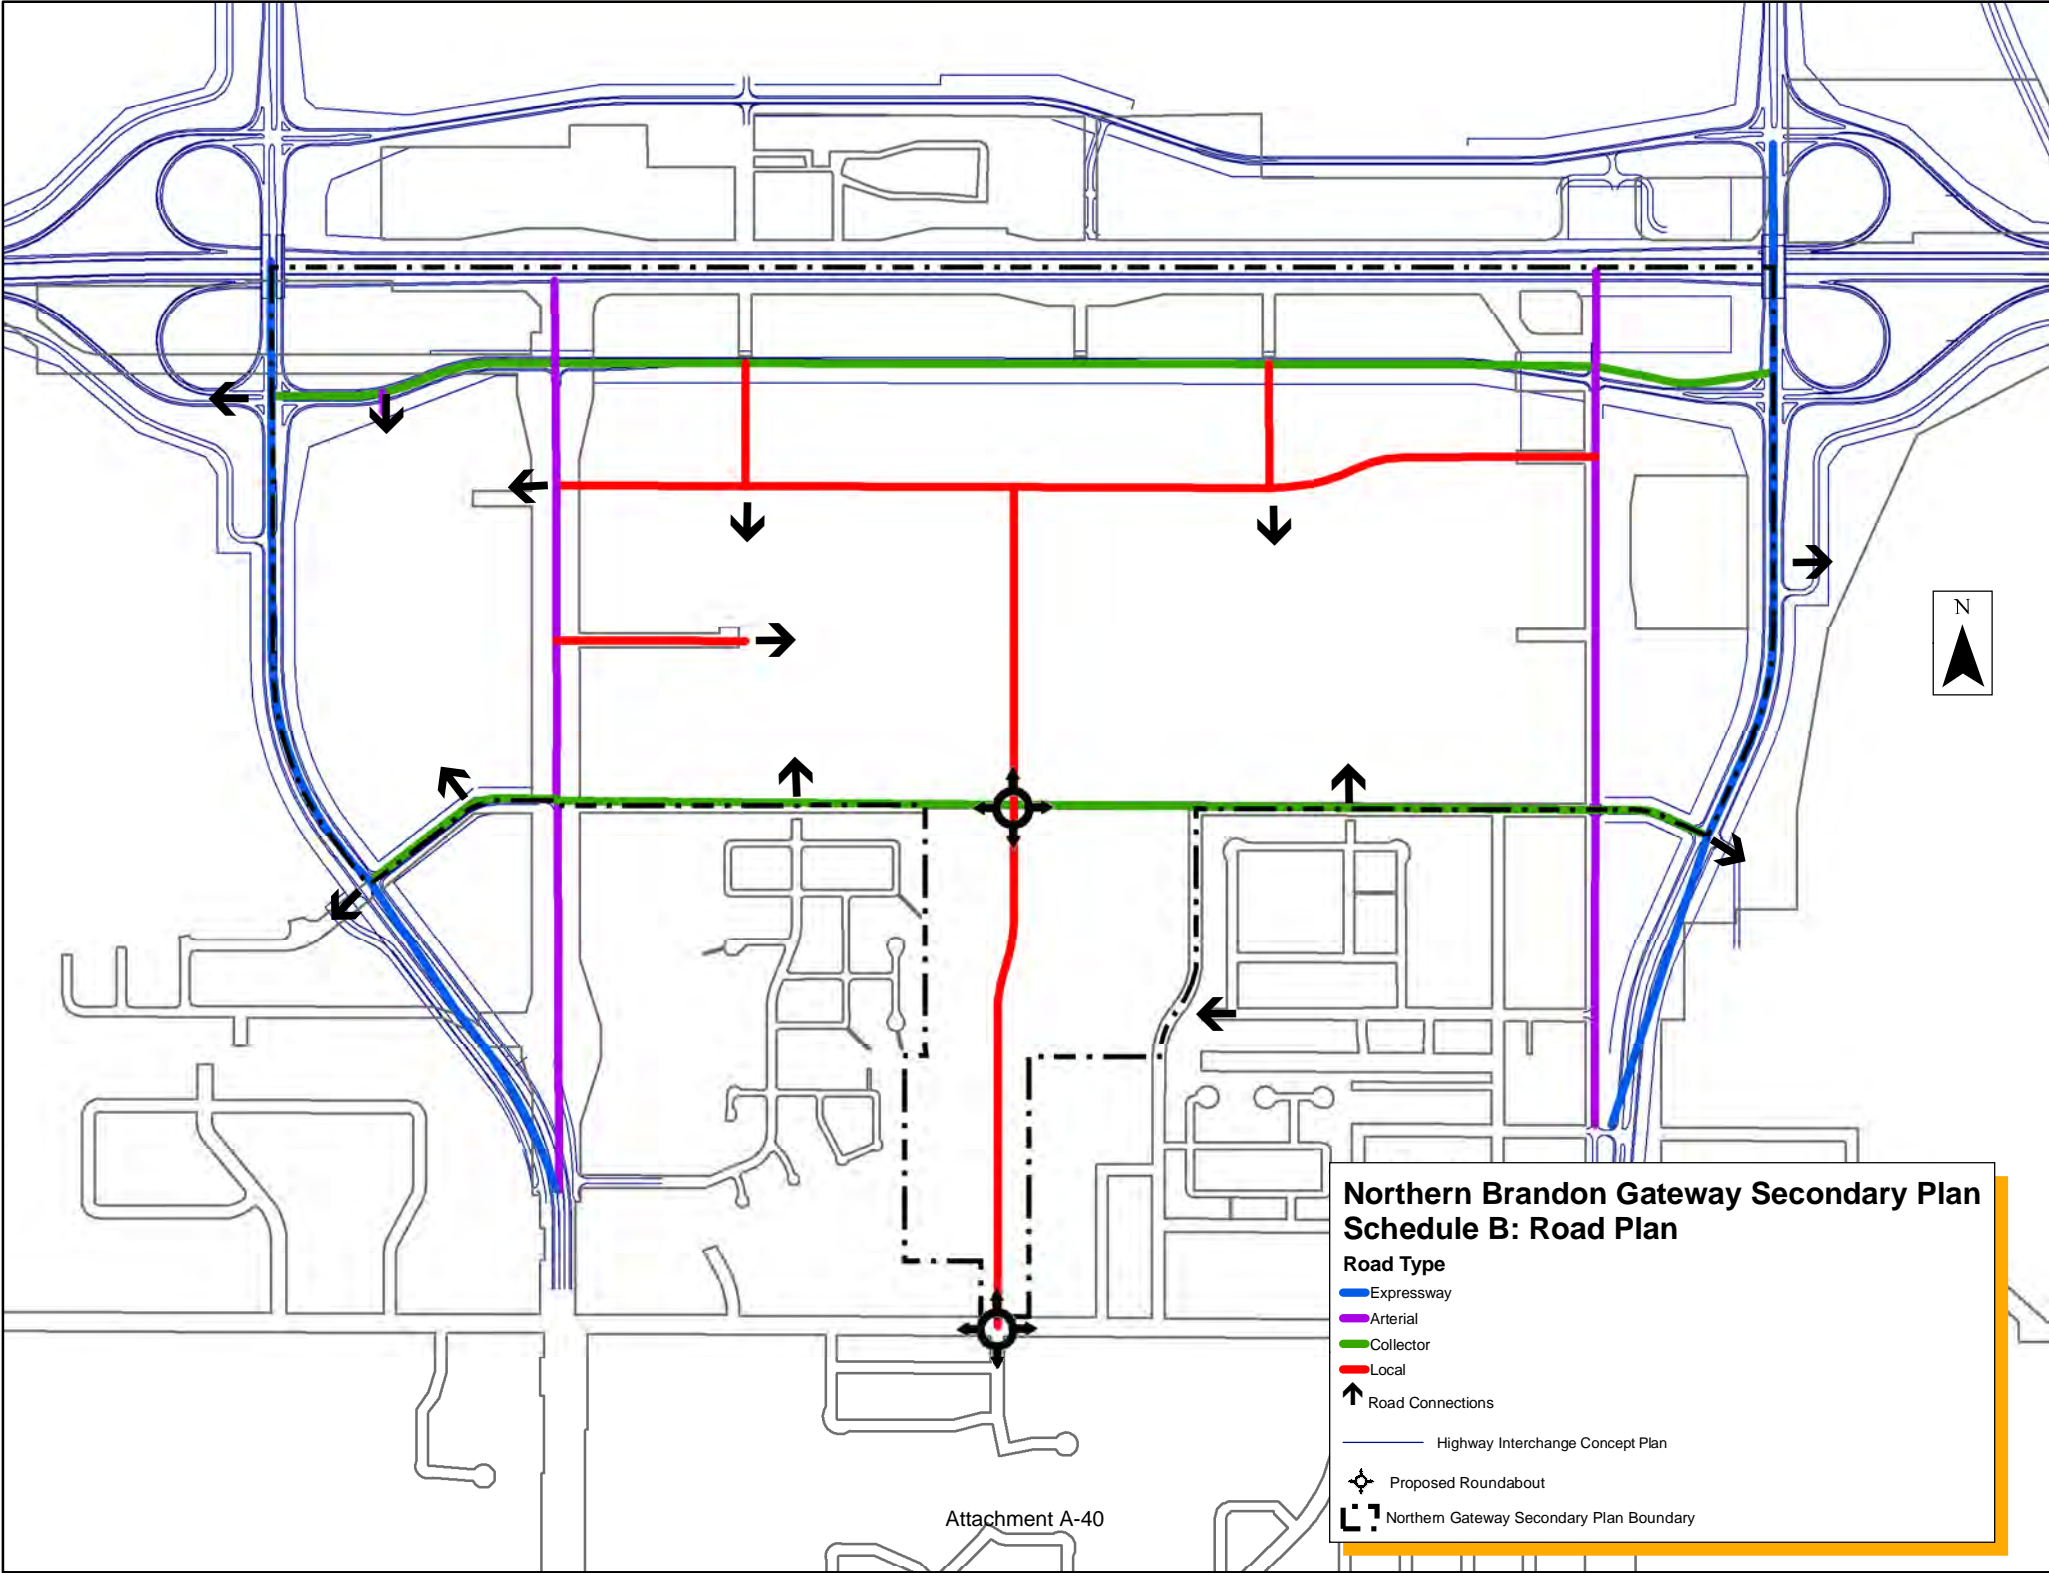 N
Northern Brandon Gateway Secondary Plan
Schedule B: Road Plan
Road Type
Expressway
Arterial
Collector
Local
Road Connections
Highway Interchange Concept Plan
Proposed Roundabout
Northern Gateway Secondary Plan Boundary
Attachment A-40